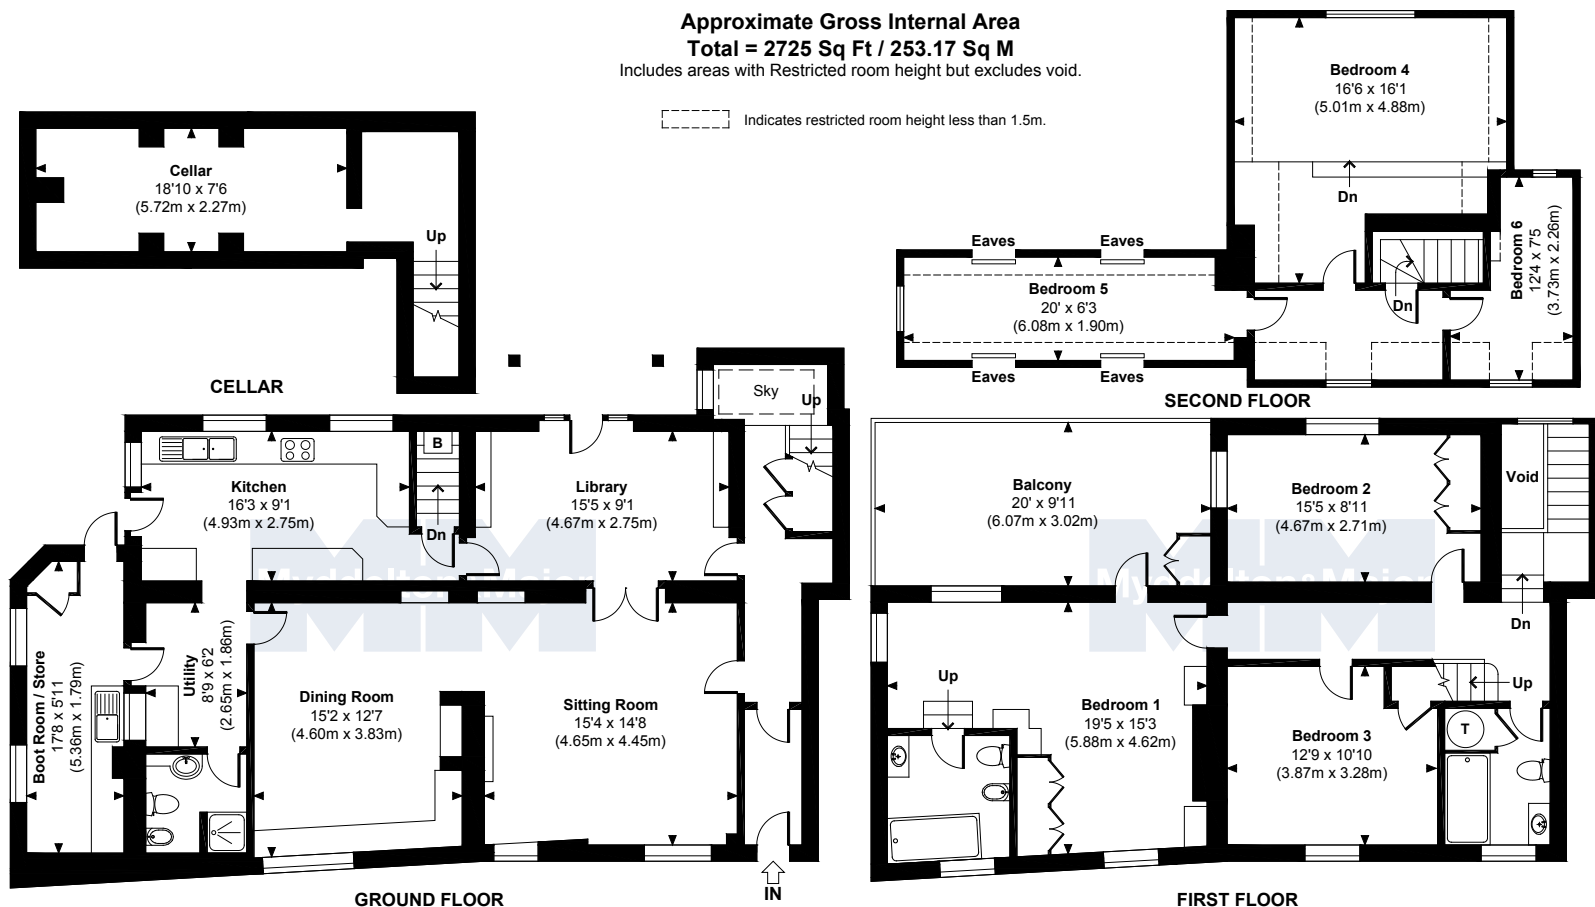 Approximate Gross Internal Area
Total = 2725 Sq Ft / 253.17 Sq M
Includes areas with Restricted room height but excludes void.
Indicates restricted room height less than 1.5m.
Cellar
18'10 x 7'6
(5.72m x 2.27m)
Up
CELLAR
Bedroom 4
16'6 x 16'1
(5.01m x 4.88m)
Dn
Eaves
Eaves
Bedroom 5
20' x 6'3
(6.08m x 1.90m)
Eaves
Eaves
Dn
Bedroom 6
12'4 x 7'5
(3.73m x 2.26m)
SECOND FLOOR
Sky
Up
B
Kitchen
16'3 x 9'1
(4.93m x 2.75m)
Dn
Library
15'5 x 9'1
(4.67m x 2.75m)
Boot Room / Store
17'8 x 5'11
(5.36m x 1.79m)
Utility
8'9 x 6'2
(2.65m x 1.86m)
Dining Room
15'2 x 12'7
(4.60m x 3.83m)
Sitting Room
15'4 x 14'8
(4.65m x 4.45m)
IN
GROUND FLOOR
Balcony
20' x 9'11
(6.07m x 3.02m)
Bedroom 2
15'5 x 8'11
(4.67m x 2.71m)
Void
Dn
Up
Bedroom 1
19'5 x 15'3
(5.88m x 4.62m)
Up
Bedroom 3
12'9 x 10'10
(3.87m x 3.28m)
T
FIRST FLOOR
MM
MM